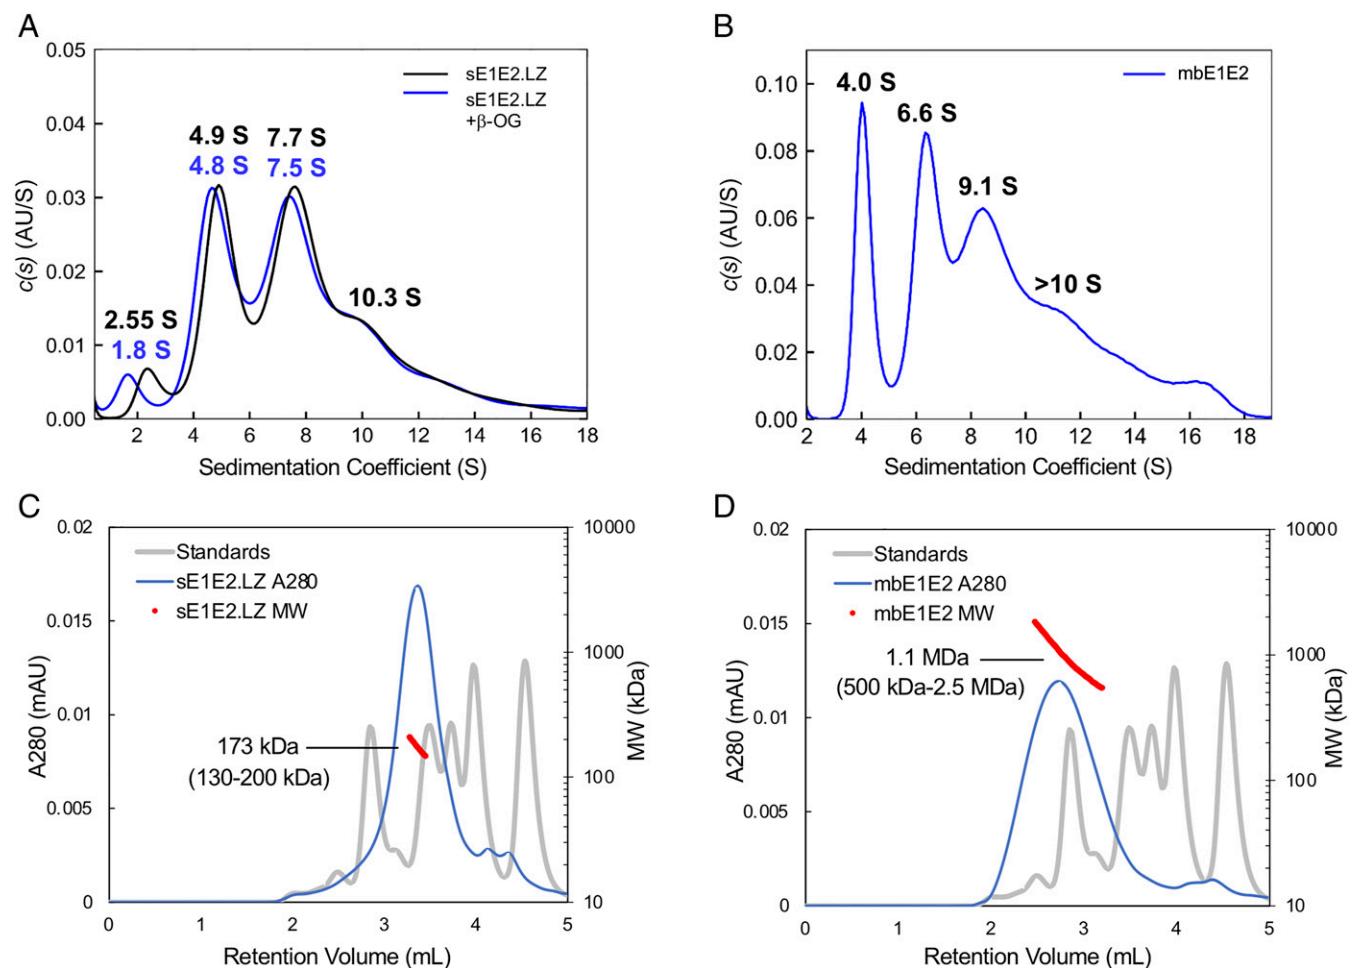 A
0.05
0.04
0.03
0.02
0.01
0.00
c(s) (AU/S)
sE1E2.LZ
sE1E2.LZ
+β-OG
4.9 S
4.8 S
7.7 S
7.5 S
2.55 S
1.8 S
10.3 S
2 4 6 8 10 12 14 16 18
Sedimentation Coefficient (S)
B
0.10
0.08
0.06
0.04
0.02
0.00
c(s) (AU/S)
mbE1E2
4.0 S
6.6 S
9.1 S
>10 S
2 4 6 8 10 12 14 16 18
Sedimentation Coefficient (S)
C
0.02
0.015
0.01
0.005
0
A280 (mAU)
Standards
sE1E2.LZ A280
sE1E2.LZ MW
173 kDa
(130-200 kDa)
10000
1000
100
10
MW (kDa)
0 1 2 3 4 5
Retention Volume (mL)
D
0.02
0.015
0.01
0.005
0
A280 (mAU)
Standards
mbE1E2 A280
mbE1E2 MW
1.1 MDa
(500 kDa-2.5 MDa)
10000
1000
100
10
MW (kDa)
0 1 2 3 4 5
Retention Volume (mL)